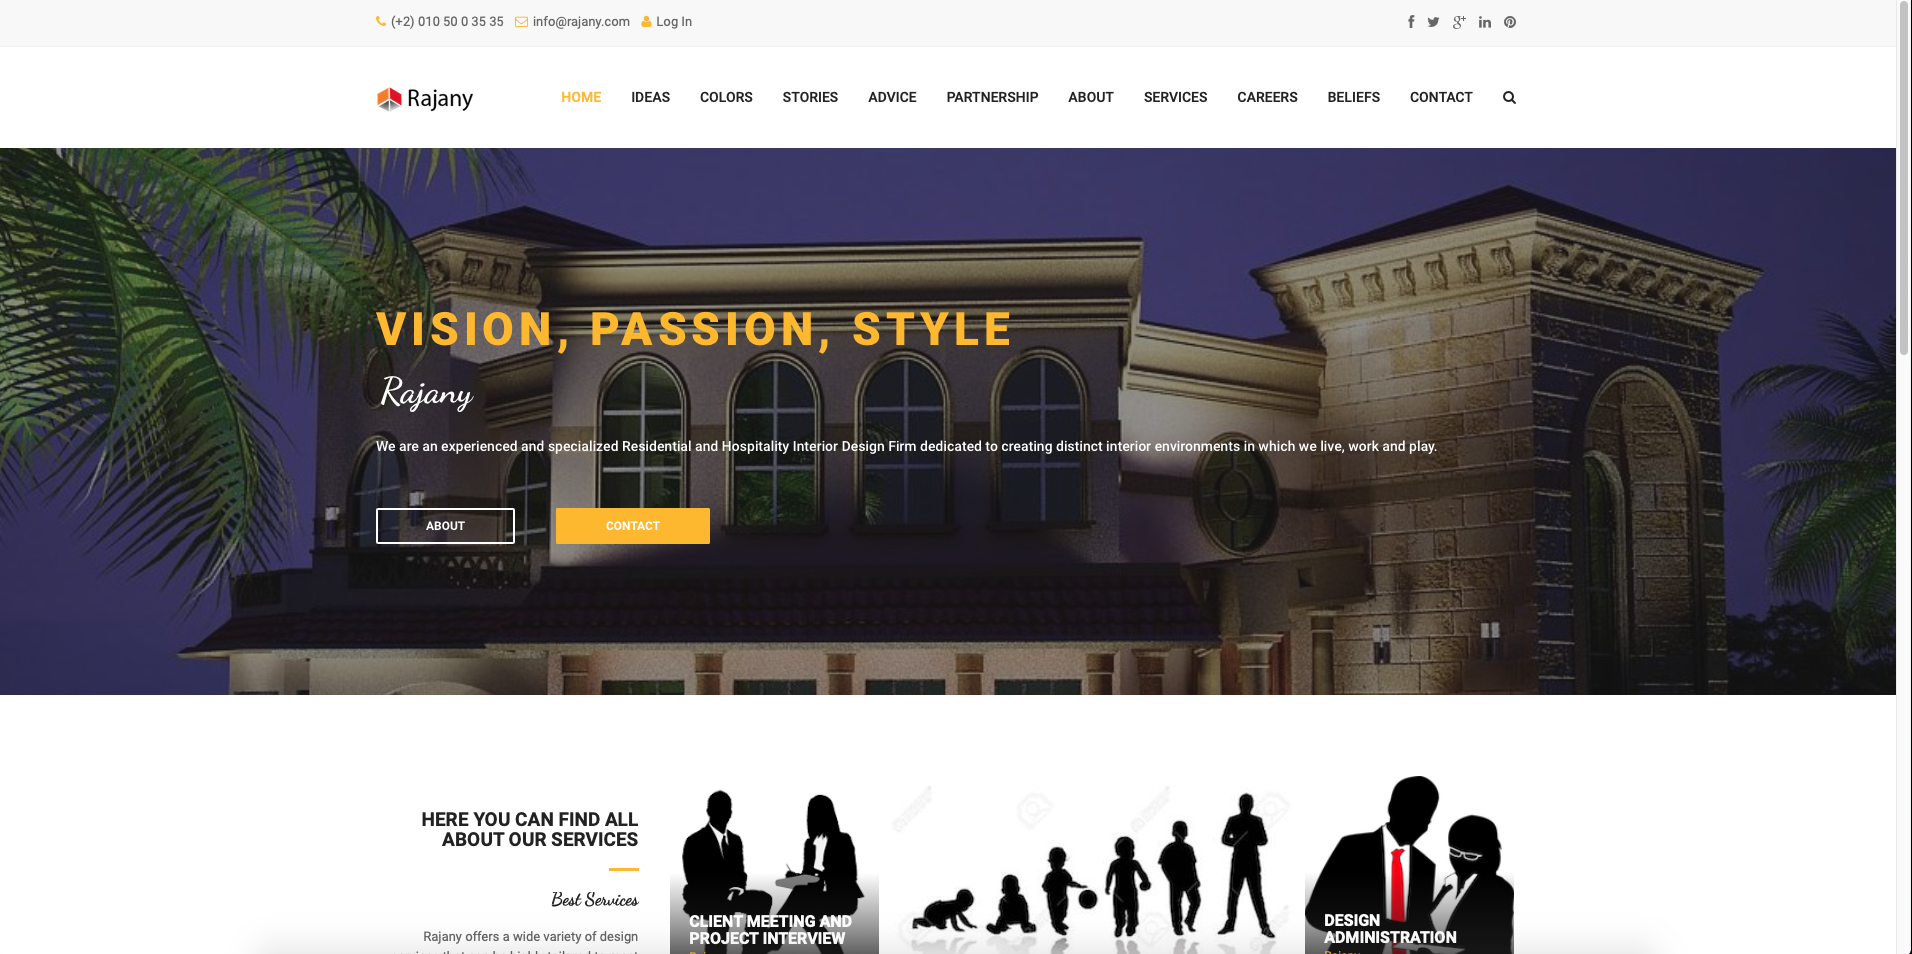 (+2) 010 50 0 35 35 info@rajany.com Log In
Rajany
HOME IDEAS COLORS STORIES ADVICE PARTNERSHIP ABOUT SERVICES CAREERS BELIEFS CONTACT
VISION, PASSION, STYLE
Rajany
We are an experienced and specialized Residential and Hospitality Interior Design Firm dedicated to creating distinct interior environments in which we live, work and play.
ABOUT CONTACT
HERE YOU CAN FIND ALL
ABOUT OUR SERVICES
Best Services
Rajany offers a wide variety of design
CLIENT MEETING AND
PROJECT INTERVIEW
DESIGN
ADMINISTRATION